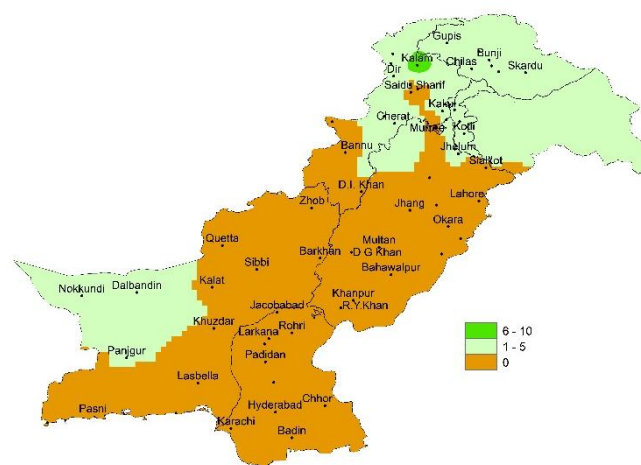 Gupis
Kalam
Bunji
Chilas
Dir
Skardu
Saidu Sharif
Kakul
Cherat
Murree
Kotli
Bannu
Jhelum
Sialkot
D.I. Khan
Zhob
Lahore
Jhang
Okara
Quetta
Multan
Barkhan
D G Khan
Sibbi
Bahawalpur
Kalat
Nokkundi
Dalbandin
Khanpur
R.Y.Khan
Jacobabad
Khuzdar
Rohri
Larkana
6 - 10
1 - 5
0
Panjgur
Padidan
Lasbella
Pasni
Hyderabad
Chhor
Karachi
Badin